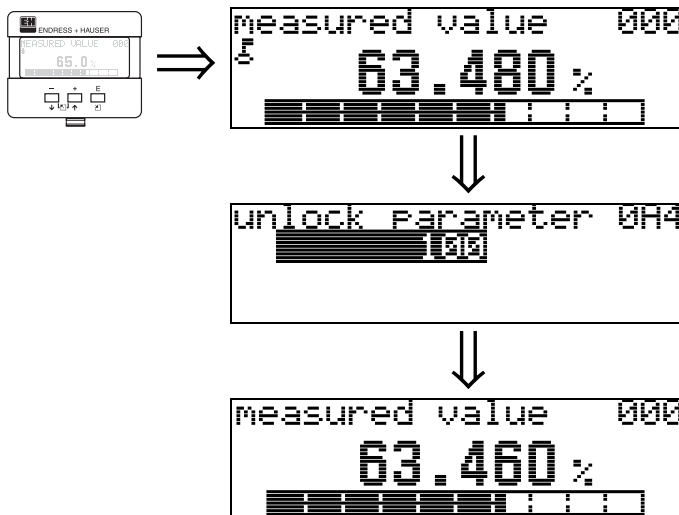 E+H ENDRESS + HAUSER
MEASURED VALUE 000
65.0 %
− + E
measured value 000
63.480 %
unlock parameter 0A4
100
measured value 000
63.460 %